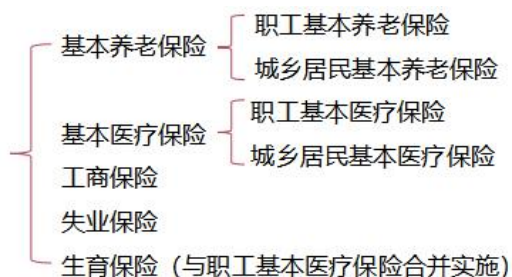 基本养老保险
职工基本养老保险
城乡居民基本养老保险
基本医疗保险
职工基本医疗保险
城乡居民基本医疗保险
工商保险
失业保险
生育保险（与职工基本医疗保险合并实施）